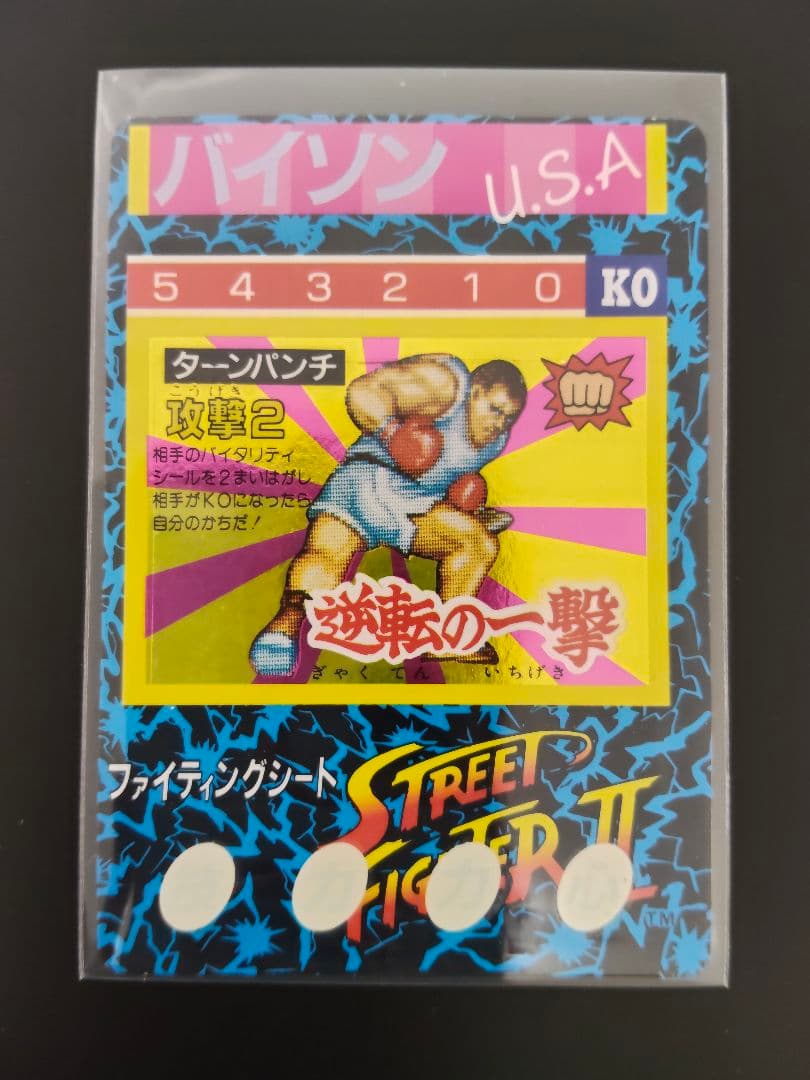 バイソン
U.S.A
5 4 3 2 1 0 KO
ターンパンチ
こうげき
攻撃2
相手のバイタリティ
シールを2まいはがし
相手がKOになったら
自分のかちだ!
逆転の一撃
ぎゃくてん いちげき
ファイティングシート
STREET
FIGHTER II
TM